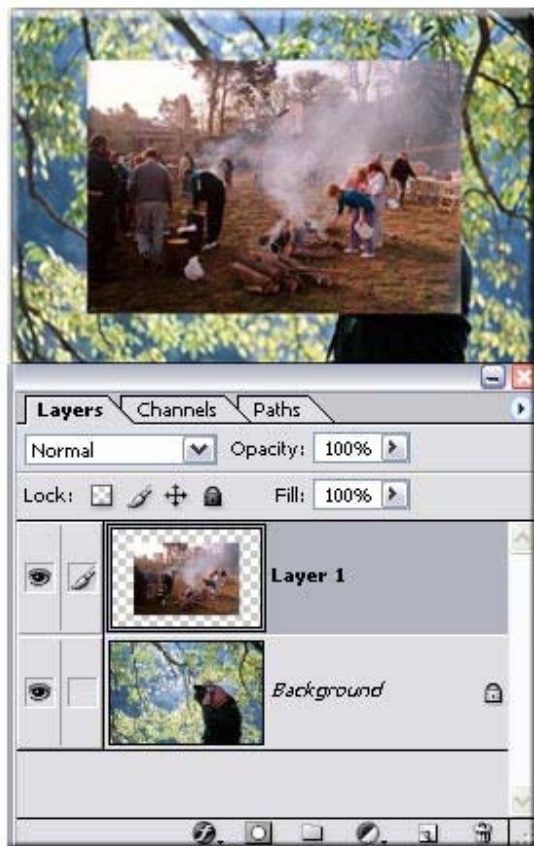 Layers Channels Paths
Normal Opacity: 100%
Lock: Fill: 100%
Layer 1
Background